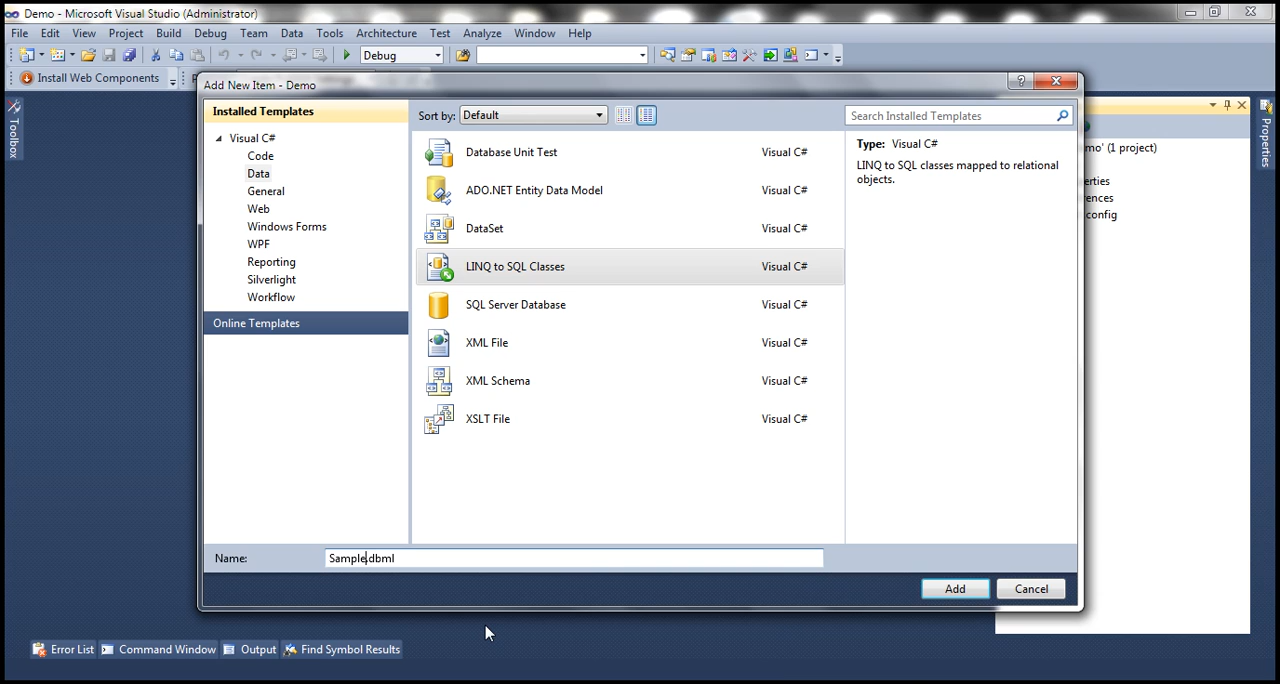 Demo - Microsoft Visual Studio (Administrator)
File Edit View Project Build Debug Team Data Tools Architecture Test Analyze Window Help
Debug
Install Web Components
Add New Item - Demo
Installed Templates
Sort by: Default
Search Installed Templates
Visual C#
Code
Data
General
Web
Windows Forms
WPF
Reporting
Silverlight
Workflow
Online Templates
Database Unit Test Visual C#
ADO.NET Entity Data Model Visual C#
DataSet Visual C#
LINQ to SQL Classes Visual C#
SQL Server Database Visual C#
XML File Visual C#
XML Schema Visual C#
XSLT File Visual C#
Type: Visual C#
LINQ to SQL classes mapped to relational
objects.
Name: Sample.dbml
Add Cancel
Toolbox
Properties
mo' (1 project)
erties
ences
config
Error List Command Window Output Find Symbol Results